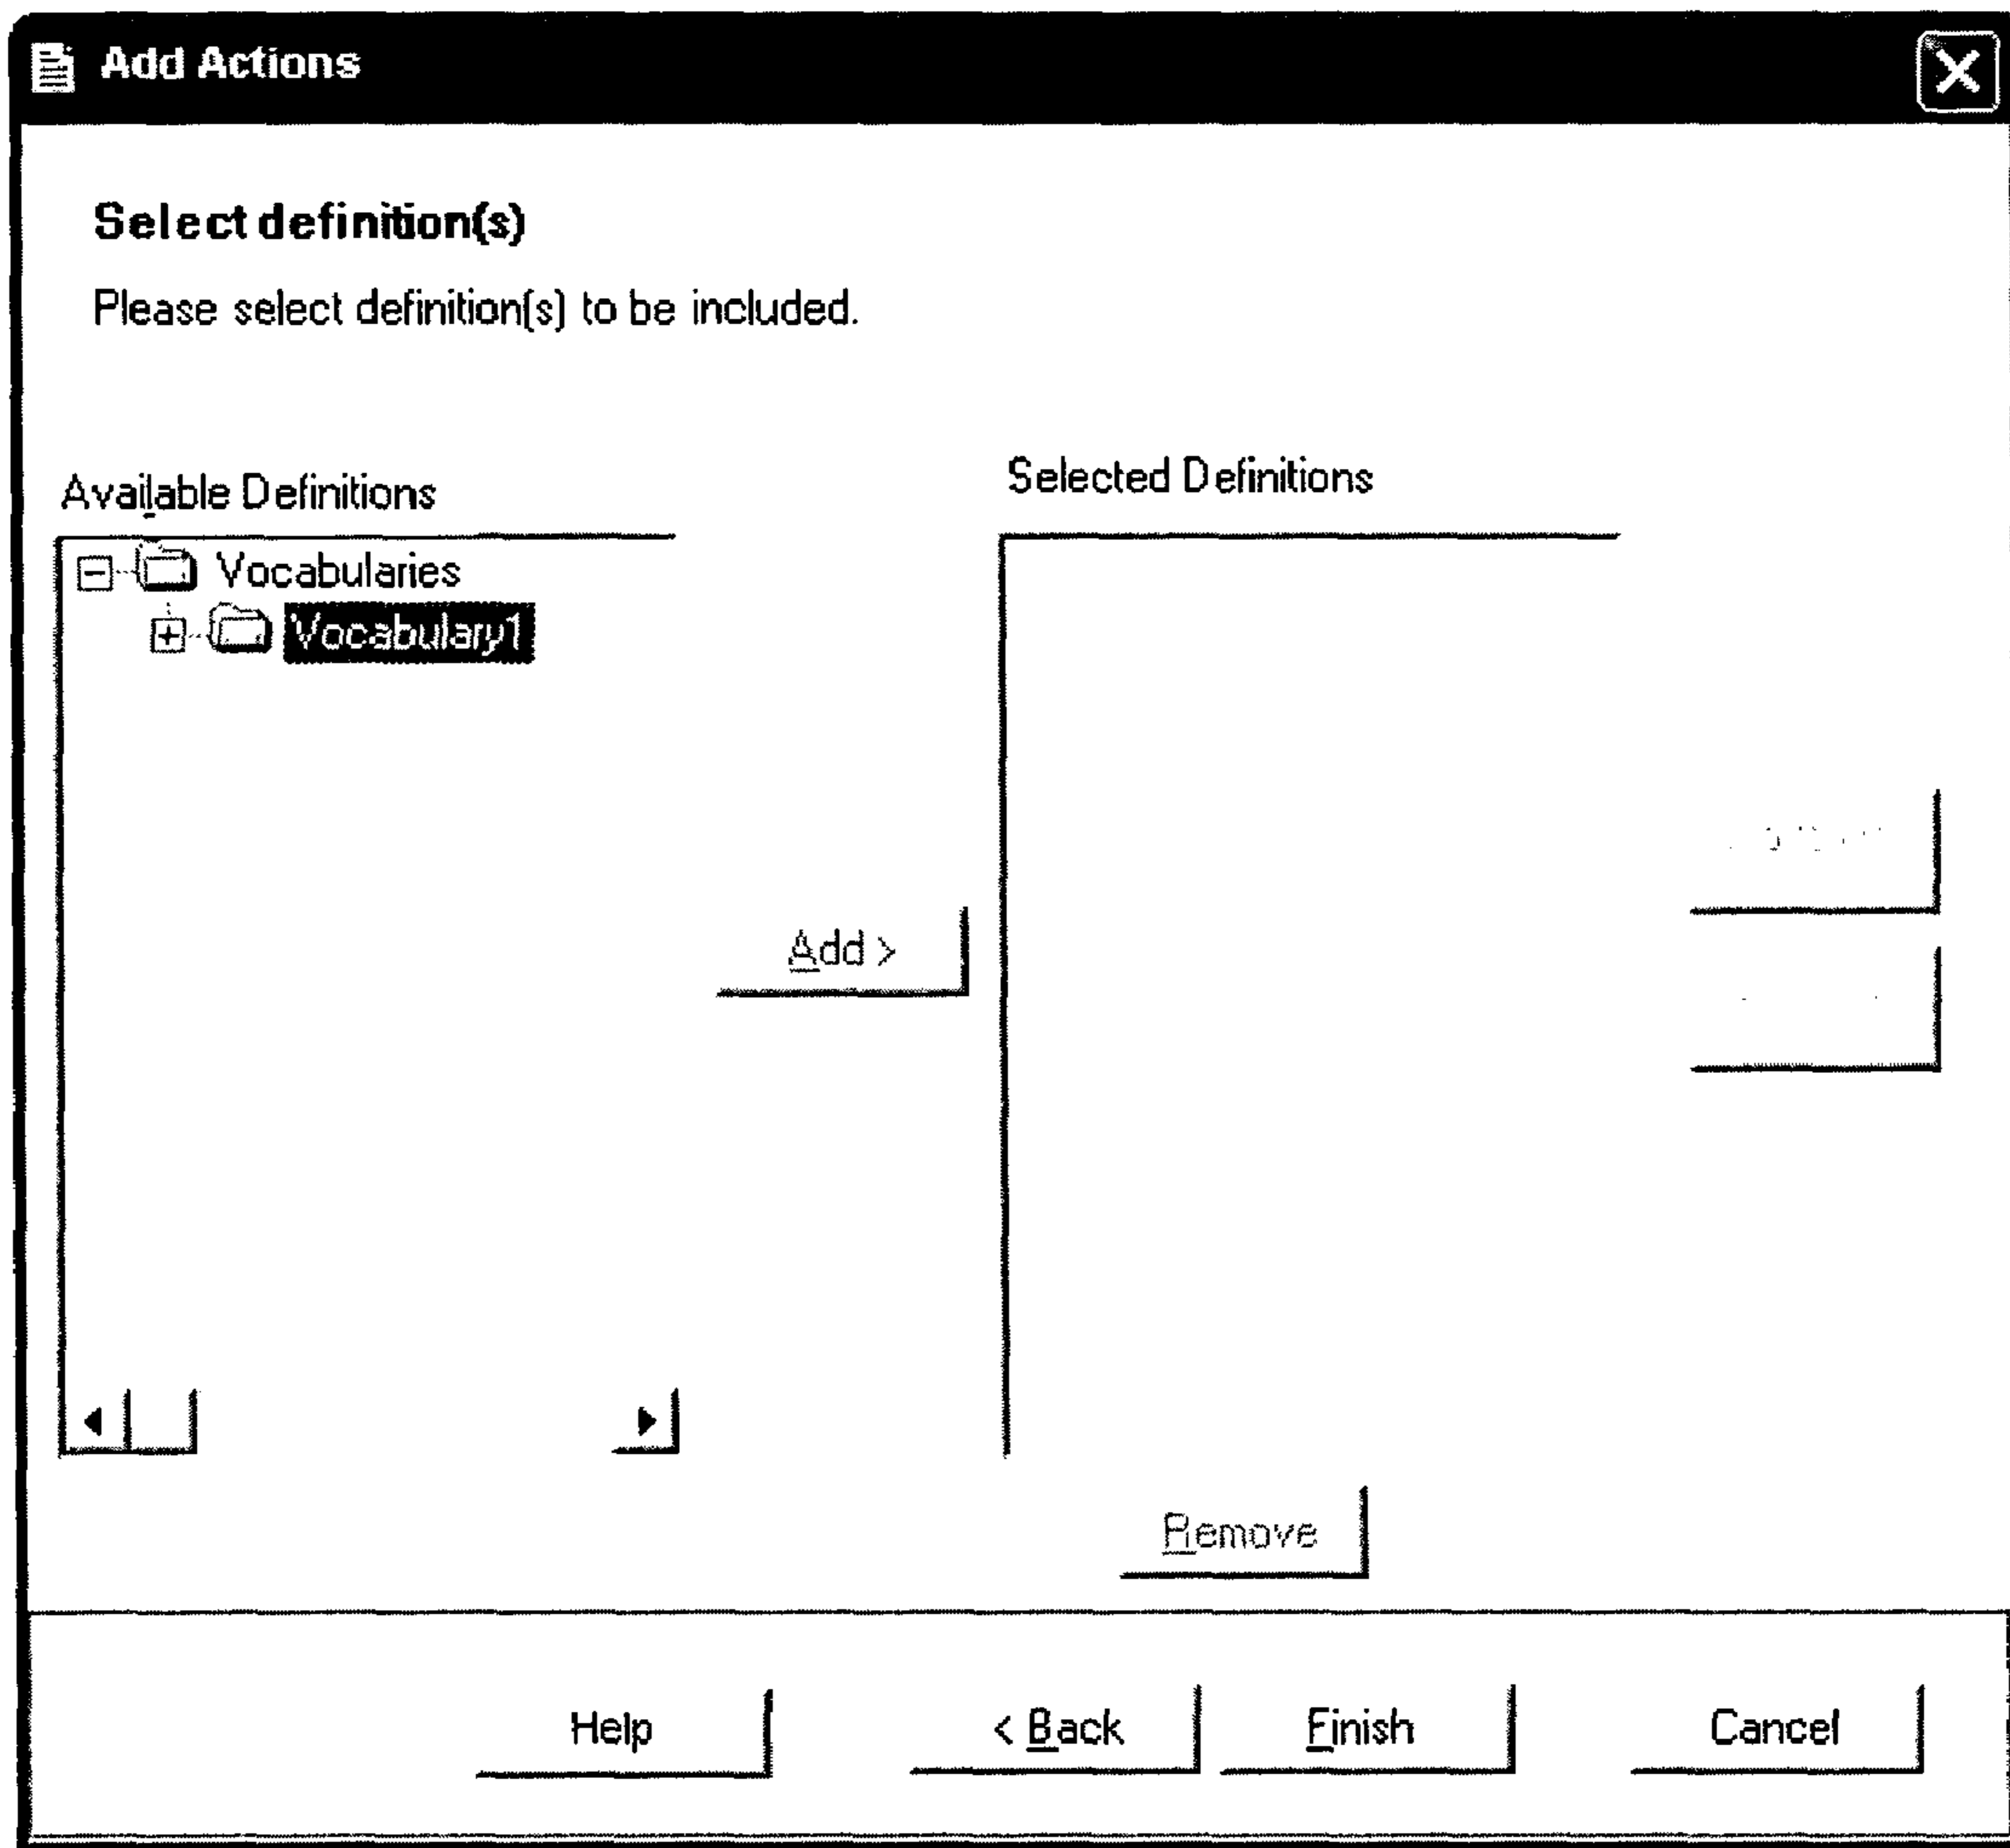 Add Actions
Select definition(s)
Please select definition(s) to be included.
Available Definitions
Selected Definitions
Vocabularies
Vocabulary1
Add >
Remove
Help
< Back
Finish
Cancel